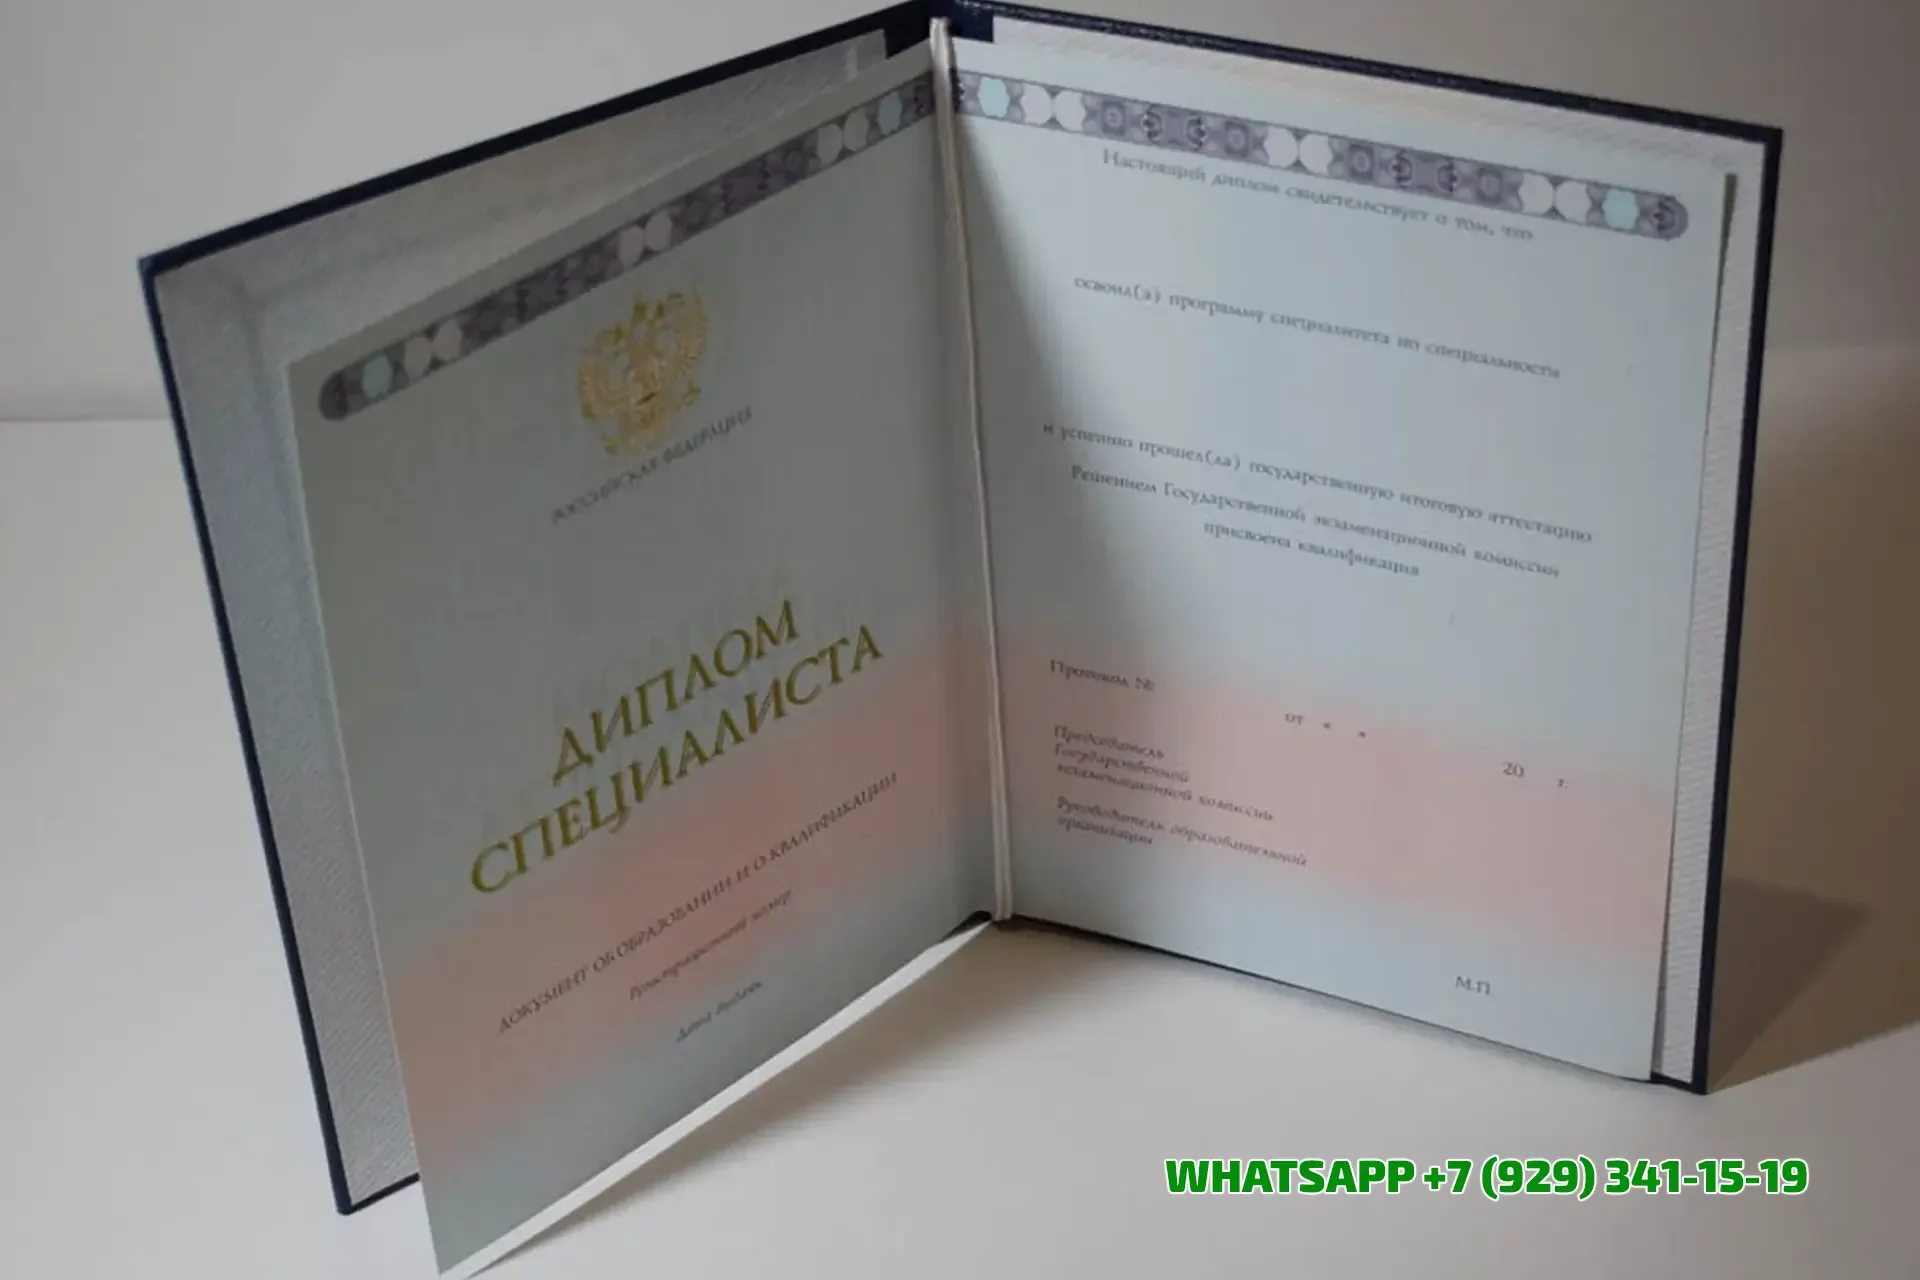 РОССИЙСКАЯ ФЕДЕРАЦИЯ
ДИПЛОМ
СПЕЦИАЛИСТА
ДОКУМЕНТ ОБ ОБРАЗОВАНИИ И О КВАЛИФИКАЦИИ
Регистрационный номер
Дата выдачи
Настоящий диплом свидетельствует о том, что
освоил(а) программу специалитета по специальности
и успешно прошел(ла) государственную итоговую аттестацию
Решением Государственной экзаменационной комиссии
присвоена квалификация
Протокол №
от « »
20 г.
Председатель
Государственной
экзаменационной комиссии
Руководитель образовательной
организации
М.П.
WHATSAPP +7 (929) 341-15-19